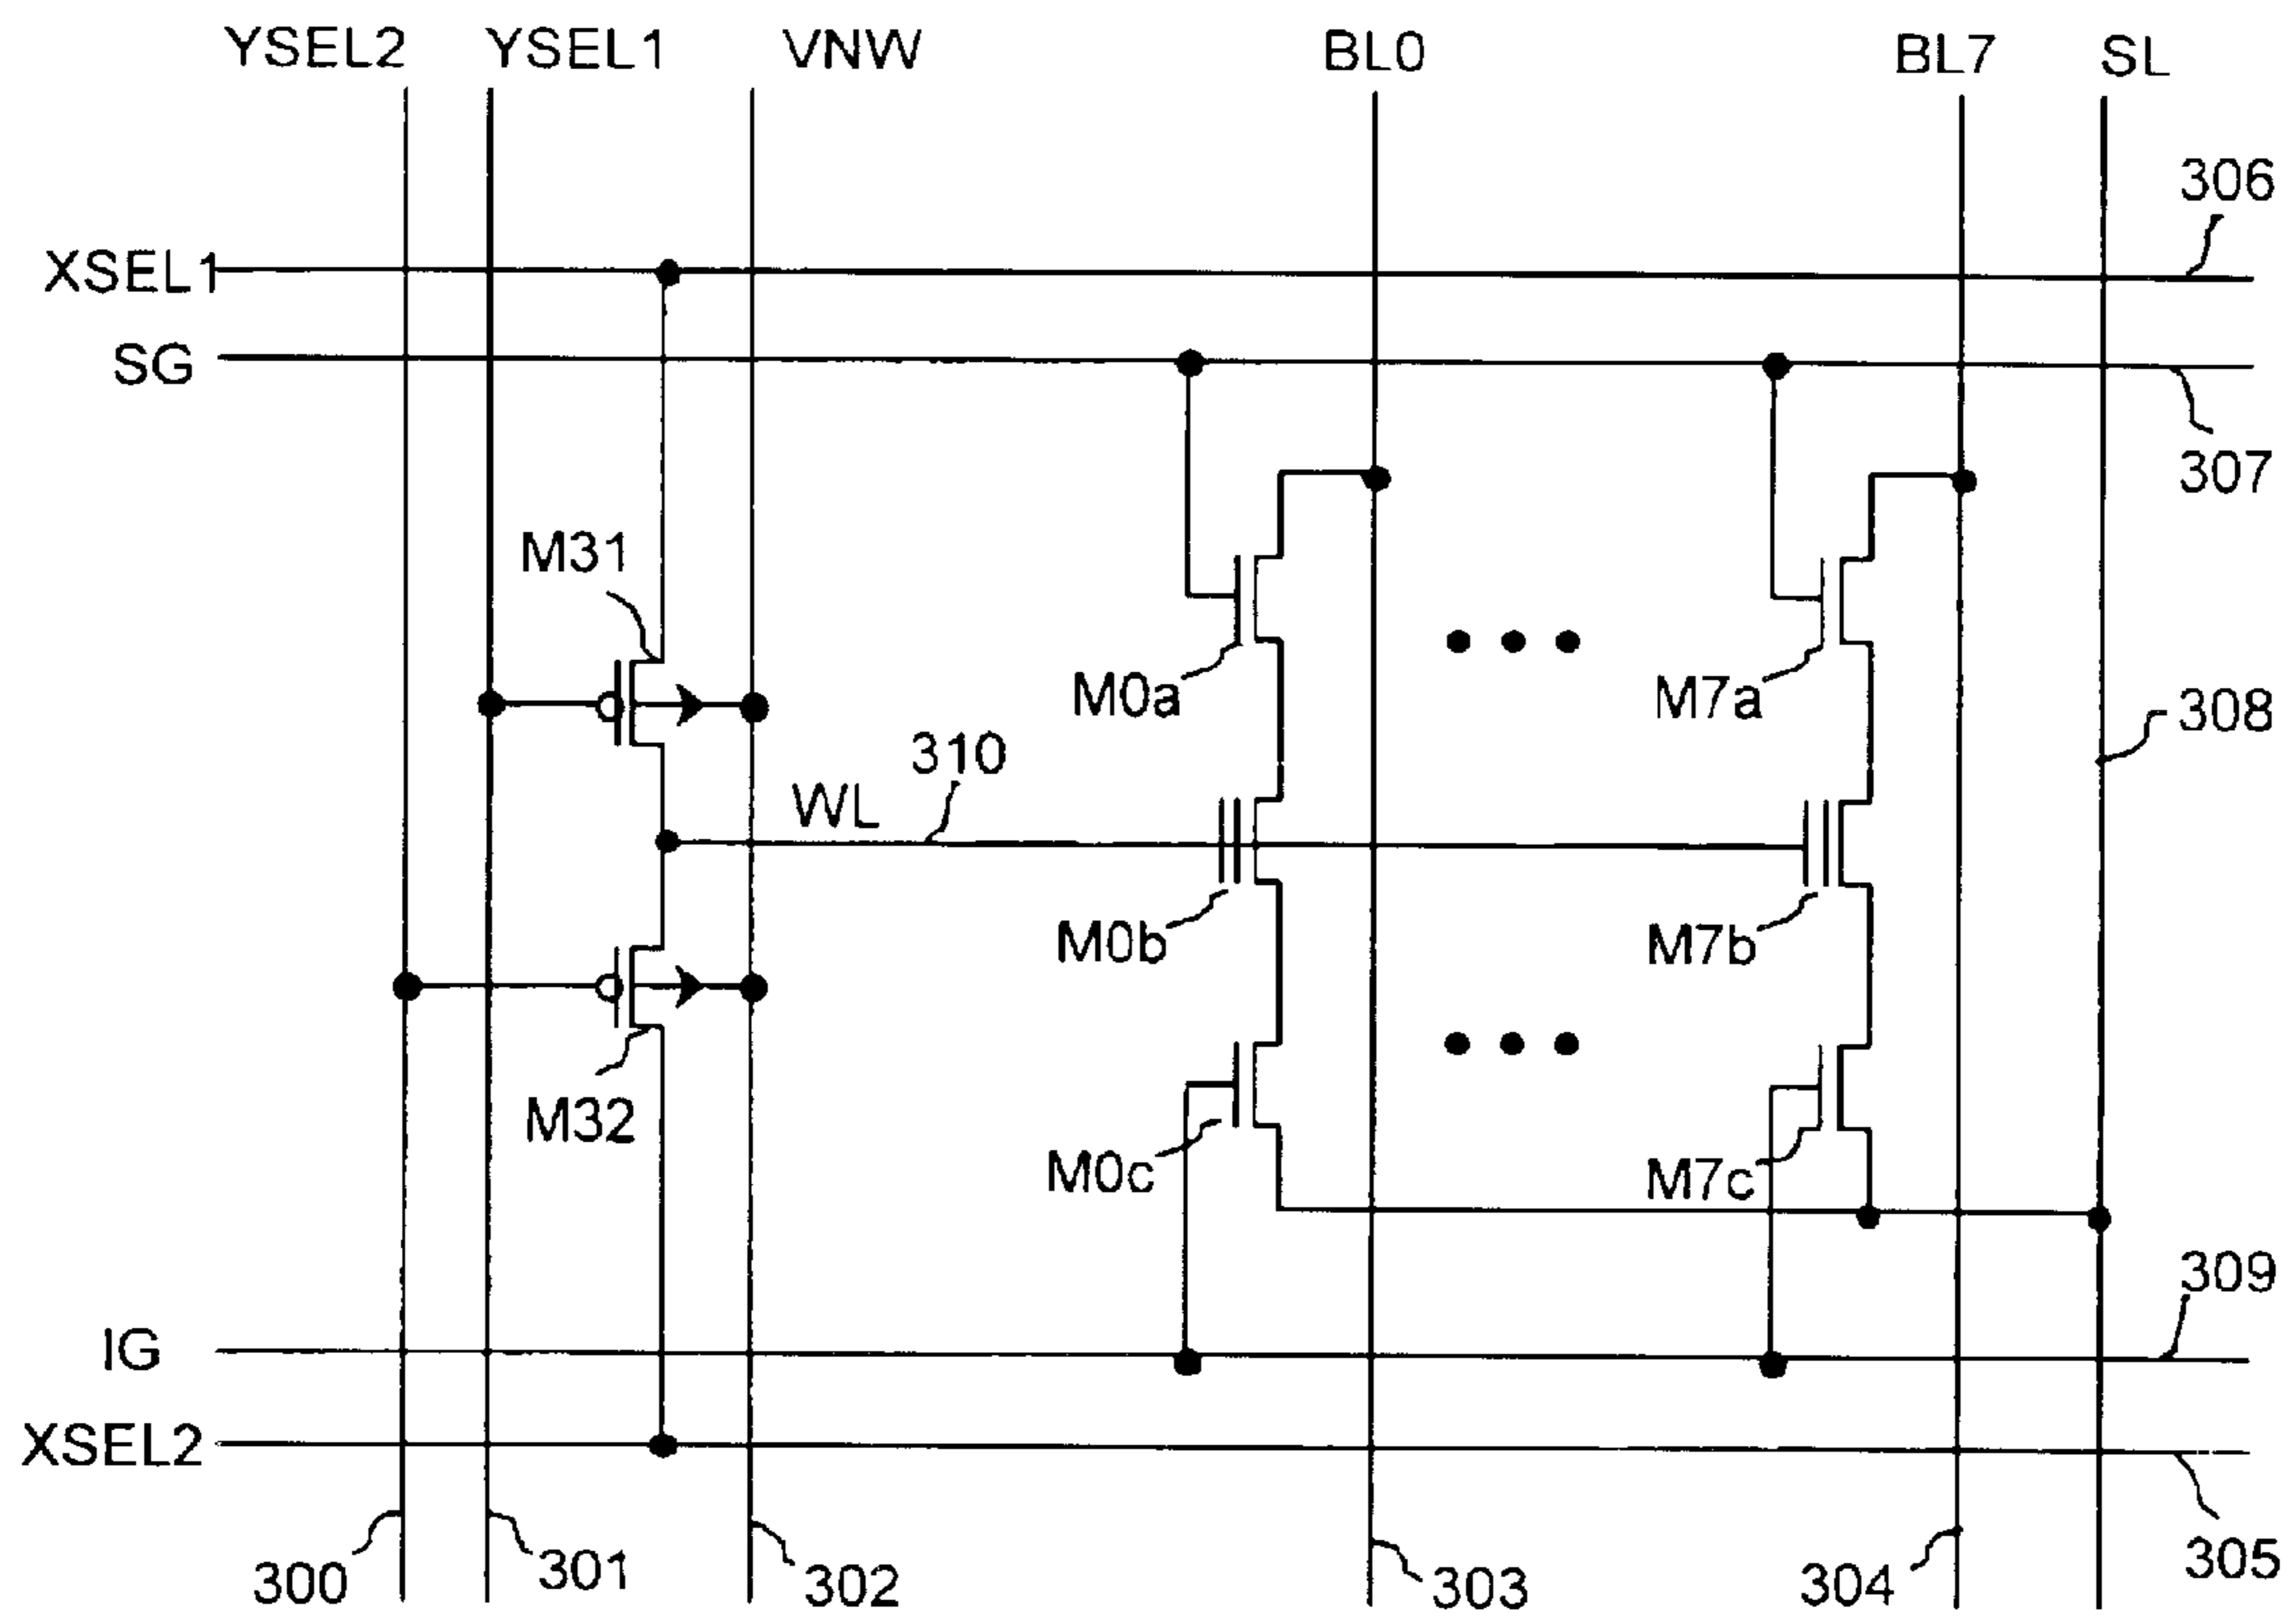 YSEL2 YSEL1 VNW BL0 BL7 SL
306
XSEL1
SG
307
M31
M0a M7a 308
310
WL
M0b M7b
M32
M0c M7c
309
IG
XSEL2
300 301 302 303 304 305